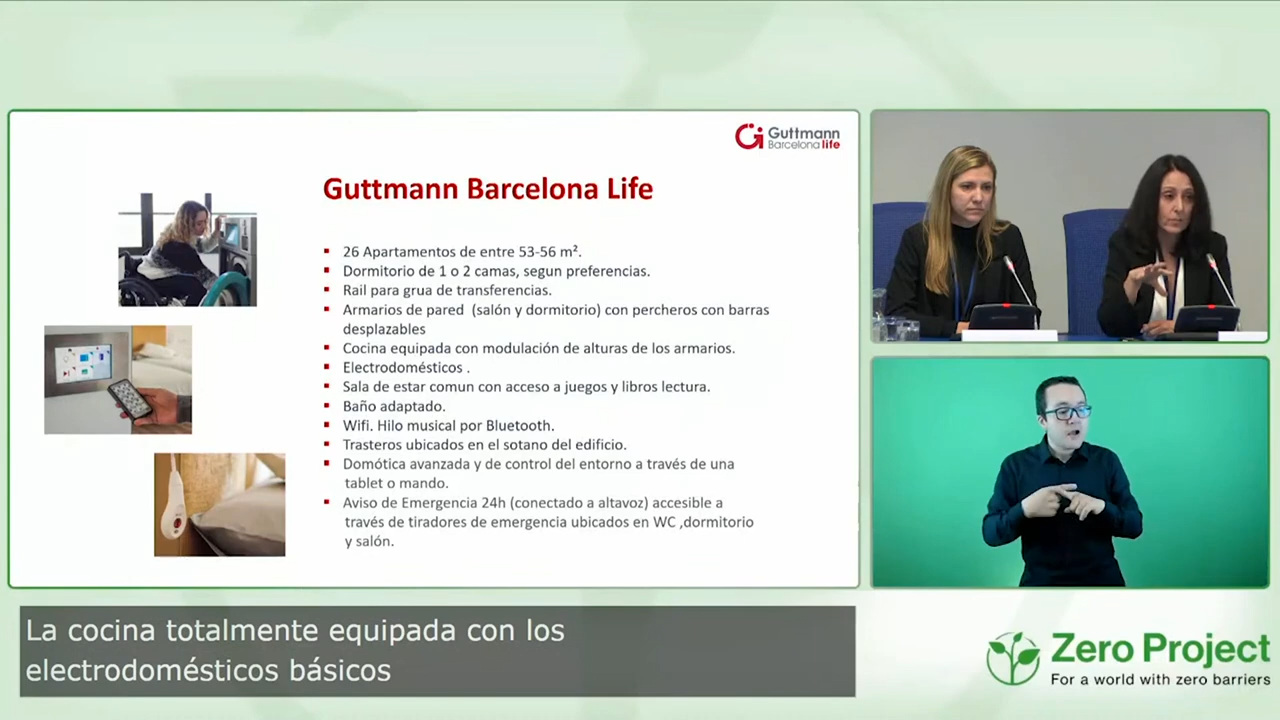 Guttmann
Barcelona life
Guttmann Barcelona Life
26 Apartamentos de entre 53-56 m².
Dormitorio de 1 o 2 camas, segun preferencias.
Rail para grua de transferencias.
Armarios de pared (salón y dormitorio) con percheros con barras
desplazables
Cocina equipada con modulación de alturas de los armarios.
Electrodomésticos .
Sala de estar comun con acceso a juegos y libros lectura.
Baño adaptado.
Wifi. Hilo musical por Bluetooth.
Trasteros ubicados en el sotano del edificio.
Domótica avanzada y de control del entorno a través de una
tablet o mando.
Aviso de Emergencia 24h (conectado a altavoz) accesible a
través de tiradores de emergencia ubicados en WC ,dormitorio
y salón.
La cocina totalmente equipada con los
electrodomésticos básicos
Zero Project
For a world with zero barriers